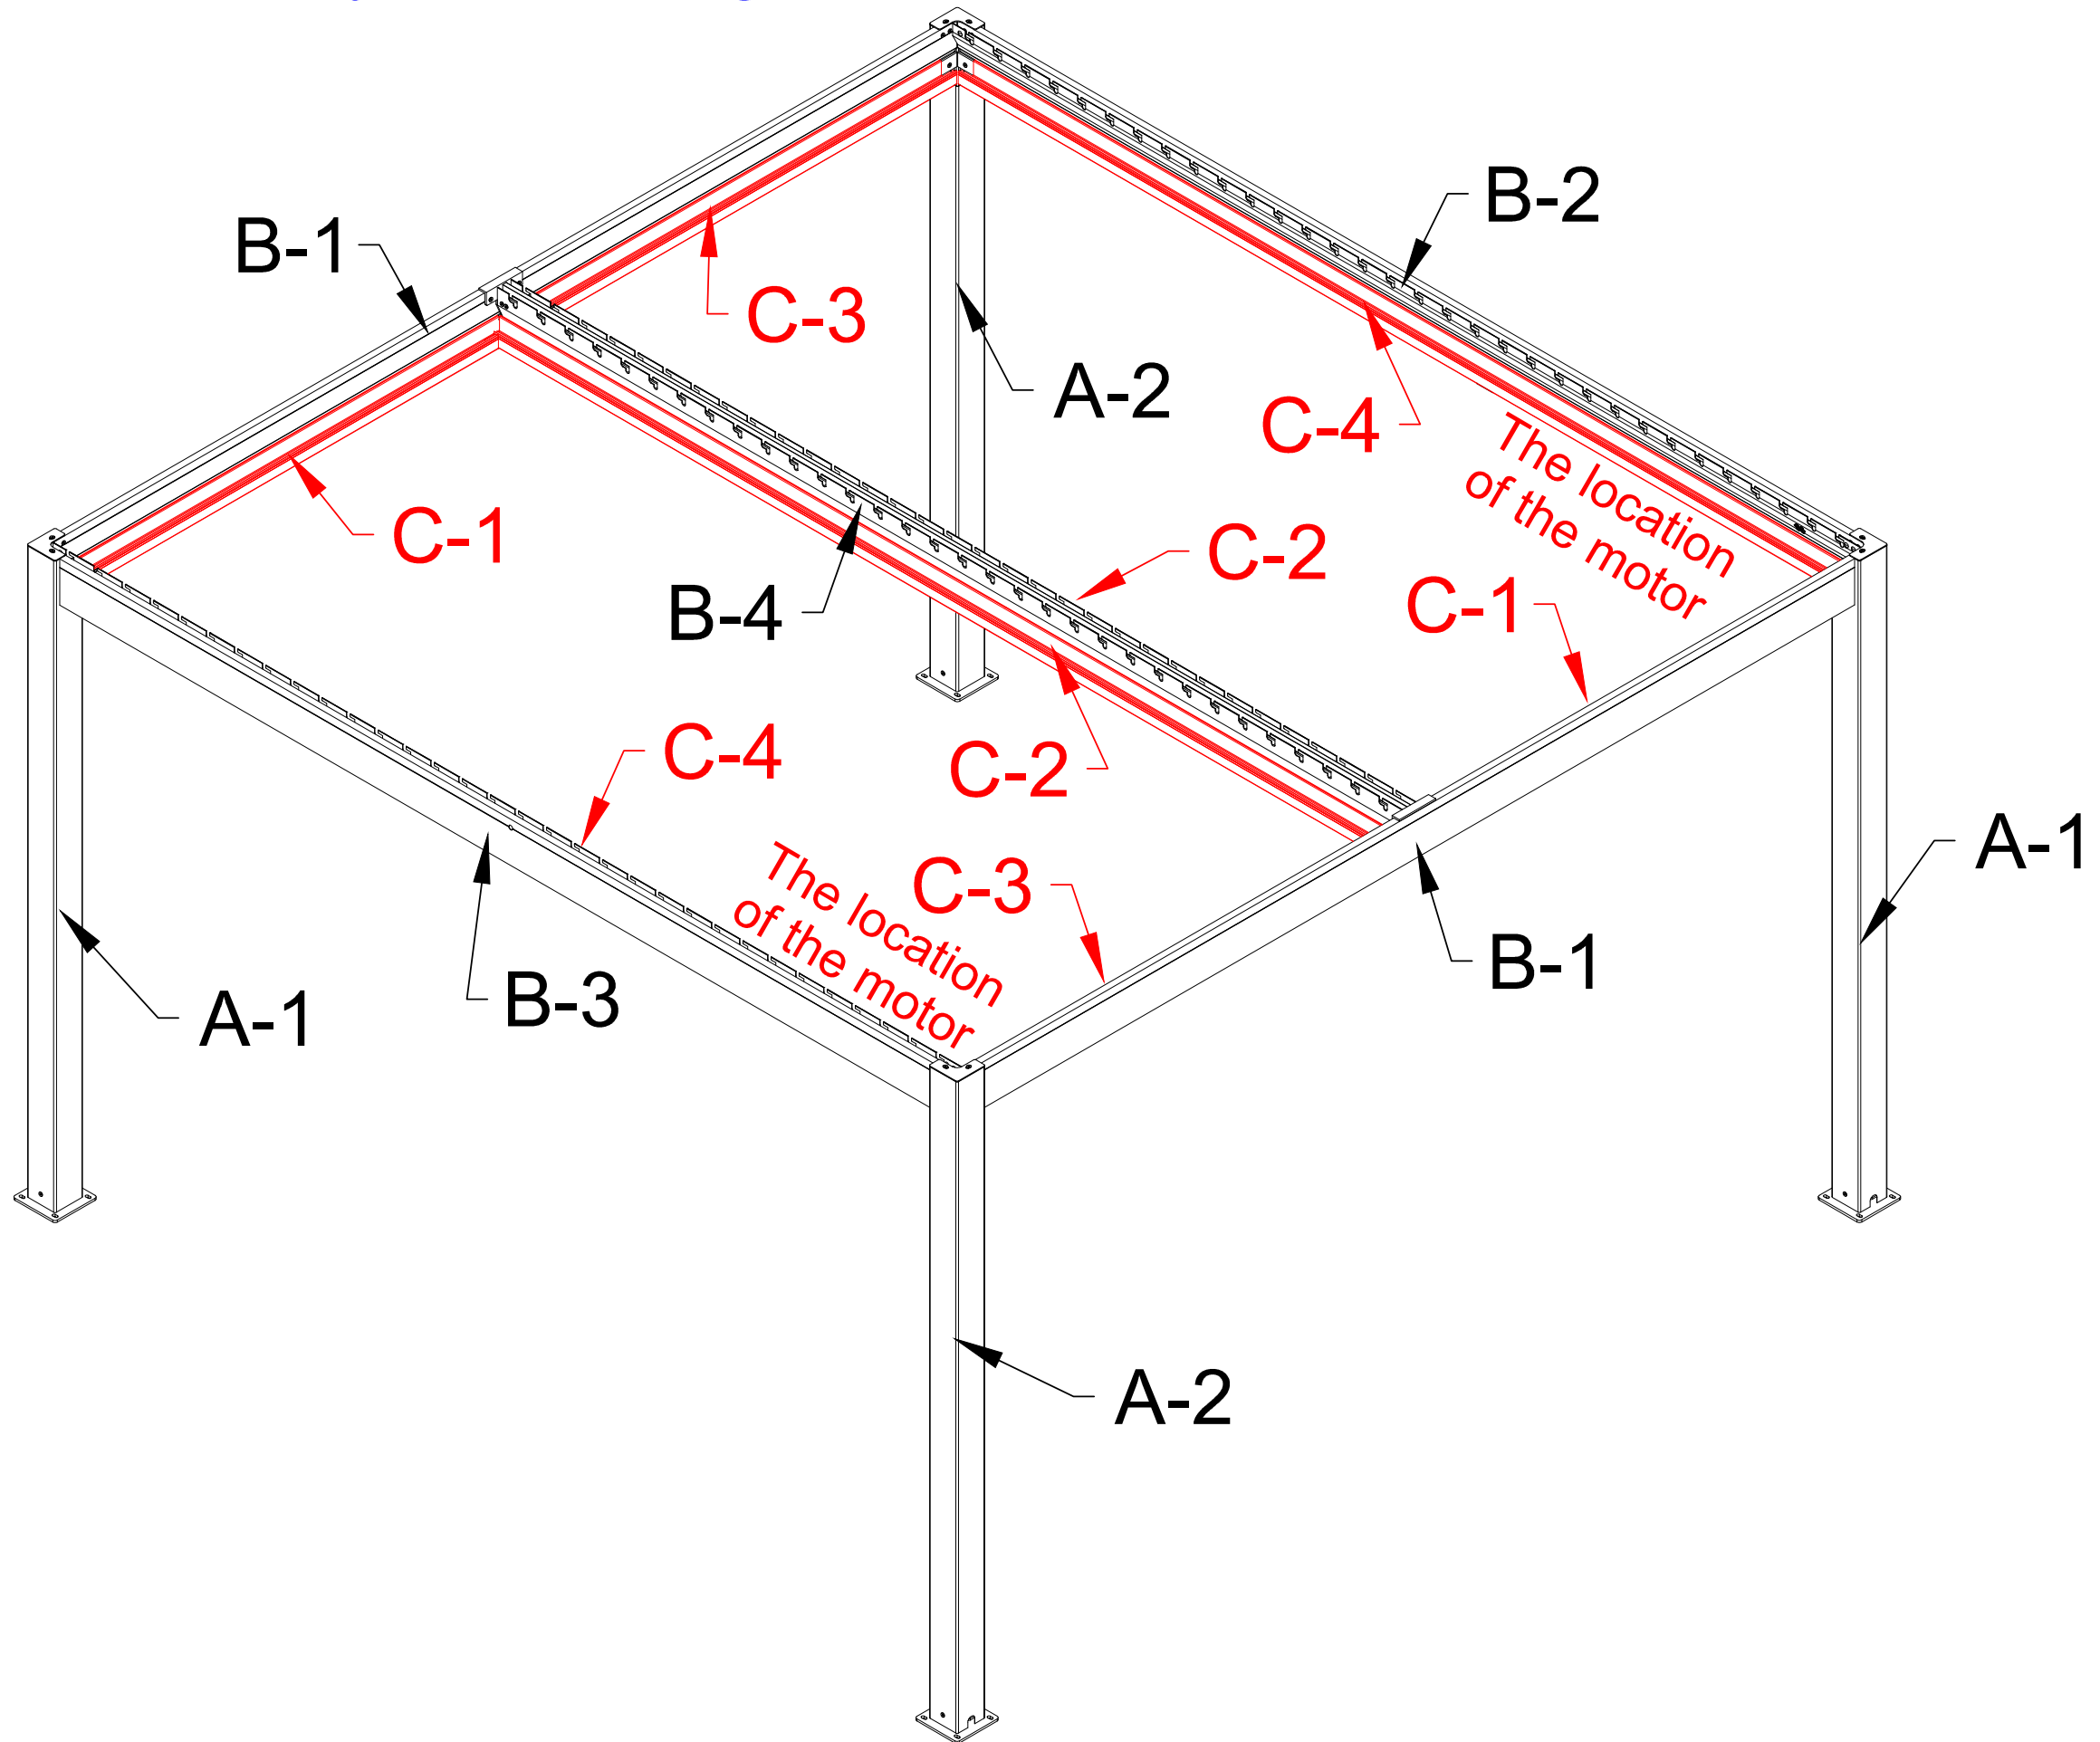 B-2
B-1
C-3
A-2
C-4
The location
of the motor
C-1
C-2
B-4
C-1
C-4
C-2
The location
of the motor
C-3
A-1
B-1
B-3
A-1
A-2